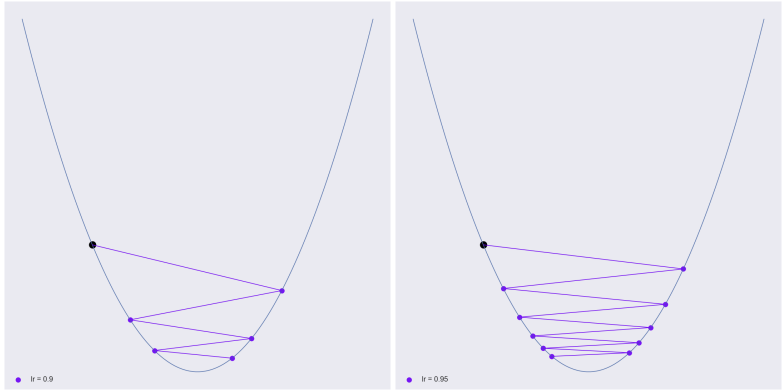 lr = 0.9
lr = 0.95